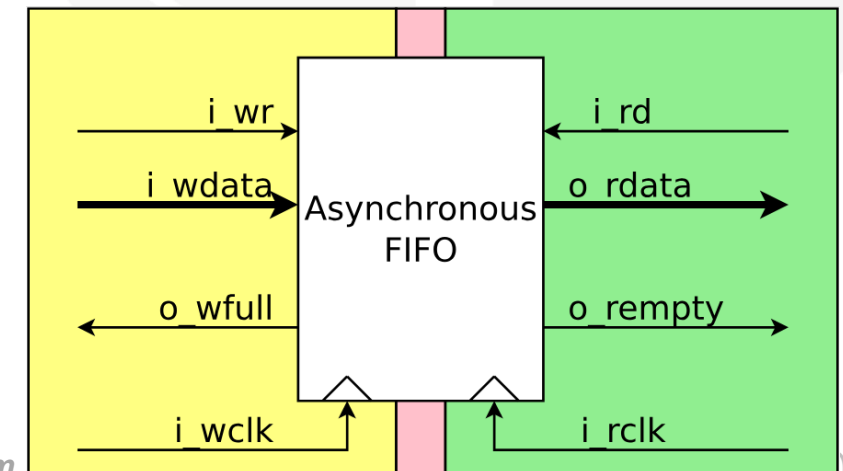 i_wr
i_rd
i_wdata
o_rdata
Asynchronous
FIFO
o_wfull
o_rempty
i_wclk
i_rclk